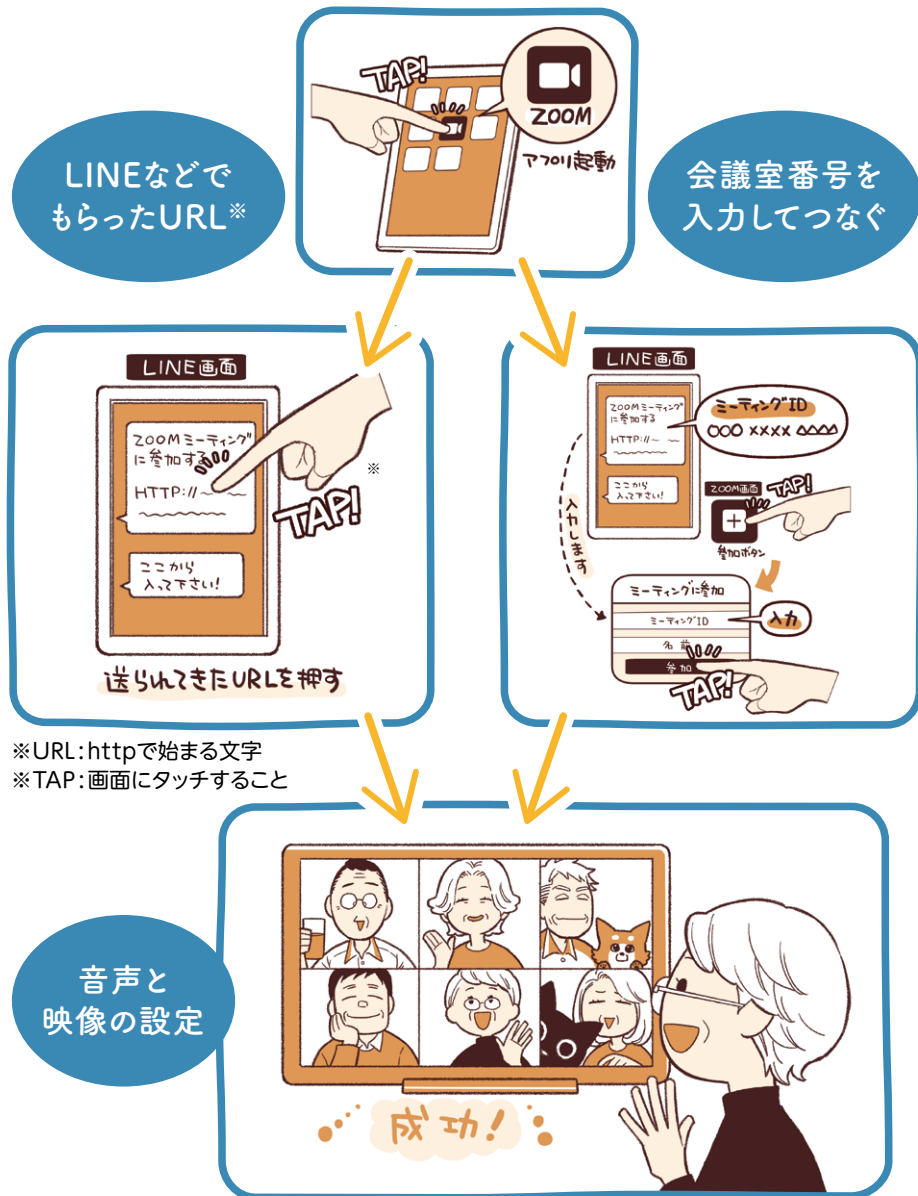 TAP!
ZOOM
アプリ起動
LINEなどで
もらったURL※
会議室番号を
入力してつなぐ
LINE画面
ZOOMミーティング
に参加する
HTTP://
ここから
入って下さい!
※
TAP!
送られてきたURLを押す
LINE画面
ZOOMミーティング
に参加する
HTTP://
ここから
入って下さい!
ミーティングID
○○○ xxxx △△△△
入力します
ZOOM画面
TAP!
参加ボタン
ミーティングに参加
ミーティングID
入力
名前
参加
TAP!
※URL:httpで始まる文字
※TAP:画面にタッチすること
音声と
映像の設定
成功!